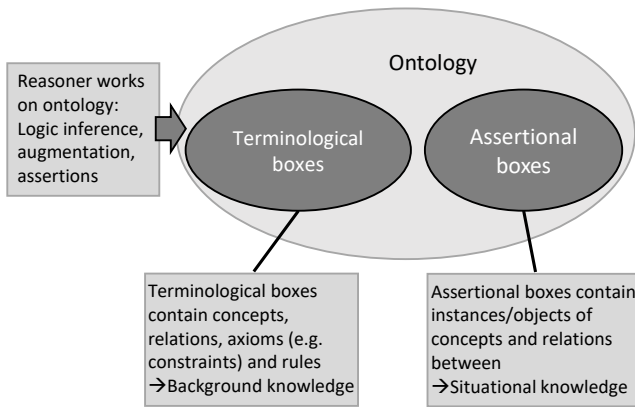 Ontology
Reasoner works
on ontology:
Logic inference,
augmentation,
assertions
Terminological
boxes
Assertional
boxes
Terminological boxes
contain concepts,
relations, axioms (e.g.
constraints) and rules
→Background knowledge
Assertional boxes contain
instances/objects of
concepts and relations
between
→Situational knowledge